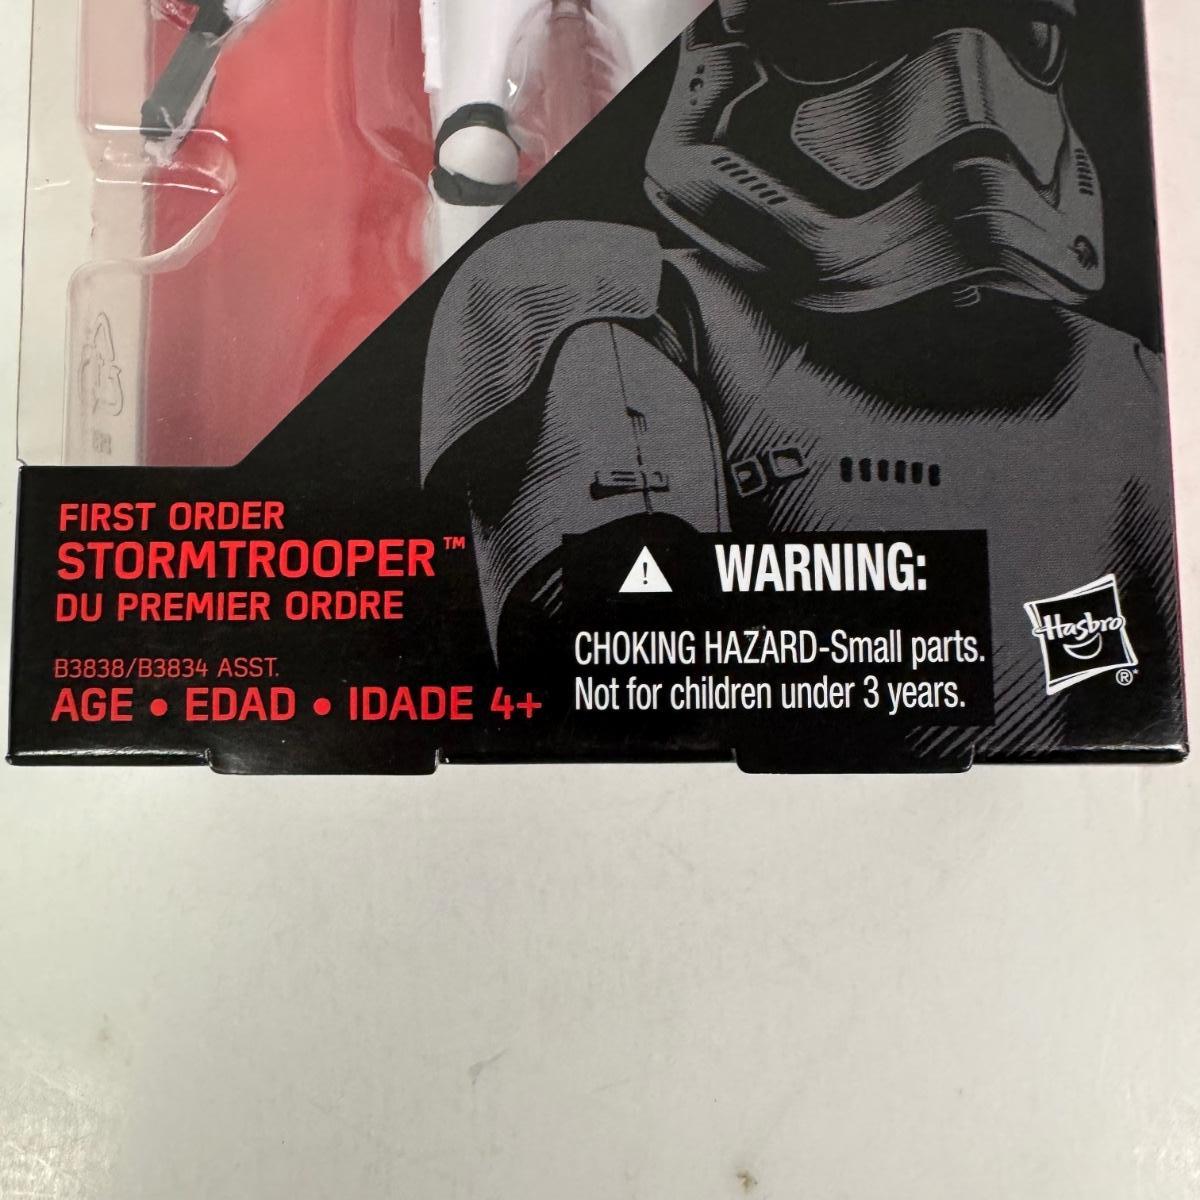 FIRST ORDER
STORMTROOPER™
DU PREMIER ORDRE
B3838/B3834 ASST.
AGE • EDAD • IDADE 4+
WARNING:
CHOKING HAZARD-Small parts.
Not for children under 3 years.
Hasbro
®*